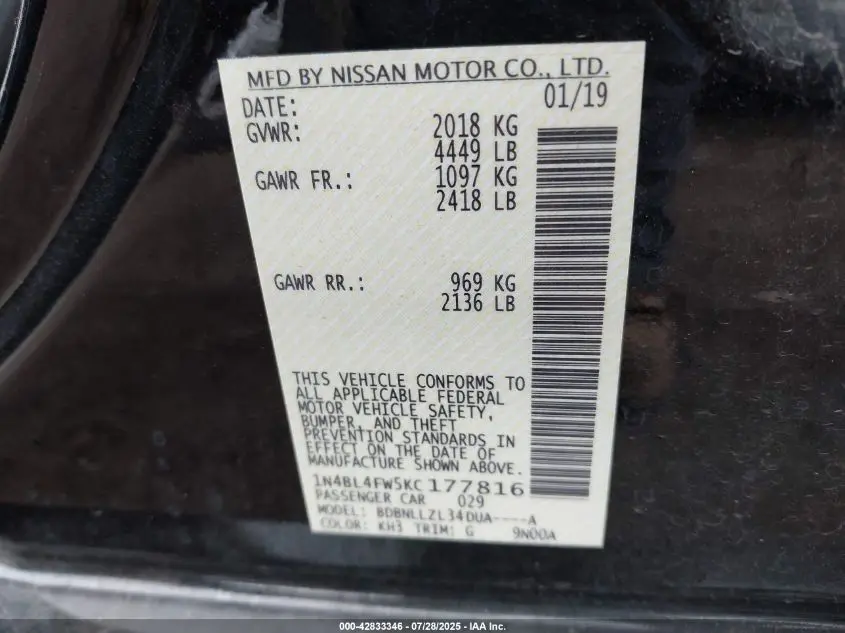 MFD BY NISSAN MOTOR CO., LTD.
DATE: 01/19
GVWR: 2018 KG
4449 LB
GAWR FR.: 1097 KG
2418 LB
GAWR RR.: 969 KG
2136 LB
THIS VEHICLE CONFORMS TO
ALL APPLICABLE FEDERAL
MOTOR VEHICLE SAFETY,
BUMPER, AND THEFT
PREVENTION STANDARDS IN
EFFECT ON THE DATE OF
MANUFACTURE SHOWN ABOVE.
1N4BL4FW5KC177816
PASSENGER CAR 029
MODEL: BDBNLLZL34DUA----A
COLOR: KH3 TRIM: G 9N00A
000-42833346 - 07/28/2025 - IAA Inc.